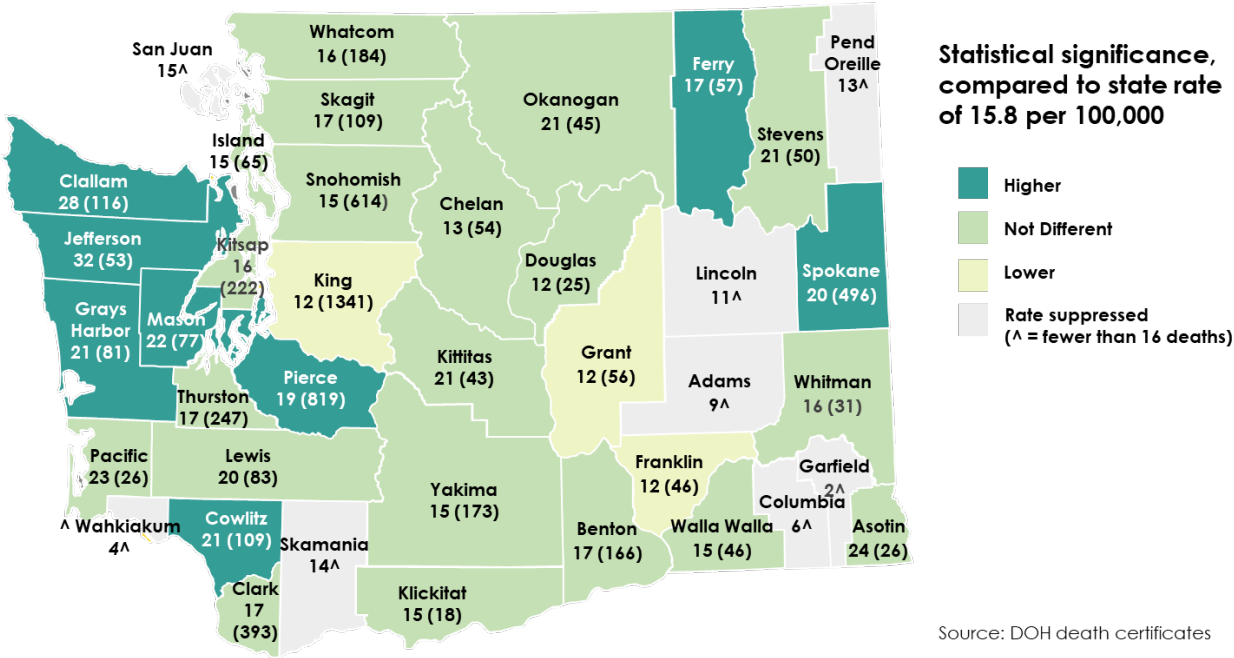 San Juan
15^
Whatcom
16 (184)
Skagit
17 (109)
Island
15 (65)
Snohomish
15 (614)
Okanogan
21 (45)
Ferry
17 (57)
Stevens
21 (50)
Pend
Oreille
13^
Clallam
28 (116)
Jefferson
32 (53)
Kitsap
16
(222)
Chelan
13 (54)
Douglas
12 (25)
King
12 (1341)
Lincoln
11^
Spokane
20 (496)
Grays
Harbor
21 (81)
Mason
22 (77)
Kittitas
21 (43)
Grant
12 (56)
Adams
9^
Whitman
16 (31)
Thurston
17 (247)
Pierce
19 (819)
Pacific
23 (26)
Lewis
20 (83)
Yakima
15 (173)
Franklin
12 (46)
Garfield
2^
Columbia
6^
^ Wahkiakum
4^
Cowlitz
21 (109)
Skamania
14^
Benton
17 (166)
Walla Walla
15 (46)
Asotin
24 (26)
Clark
17
(393)
Klickitat
15 (18)
Statistical significance,
compared to state rate
of 15.8 per 100,000
Higher
Not Different
Lower
Rate suppressed
(^ = fewer than 16 deaths)
Source: DOH death certificates